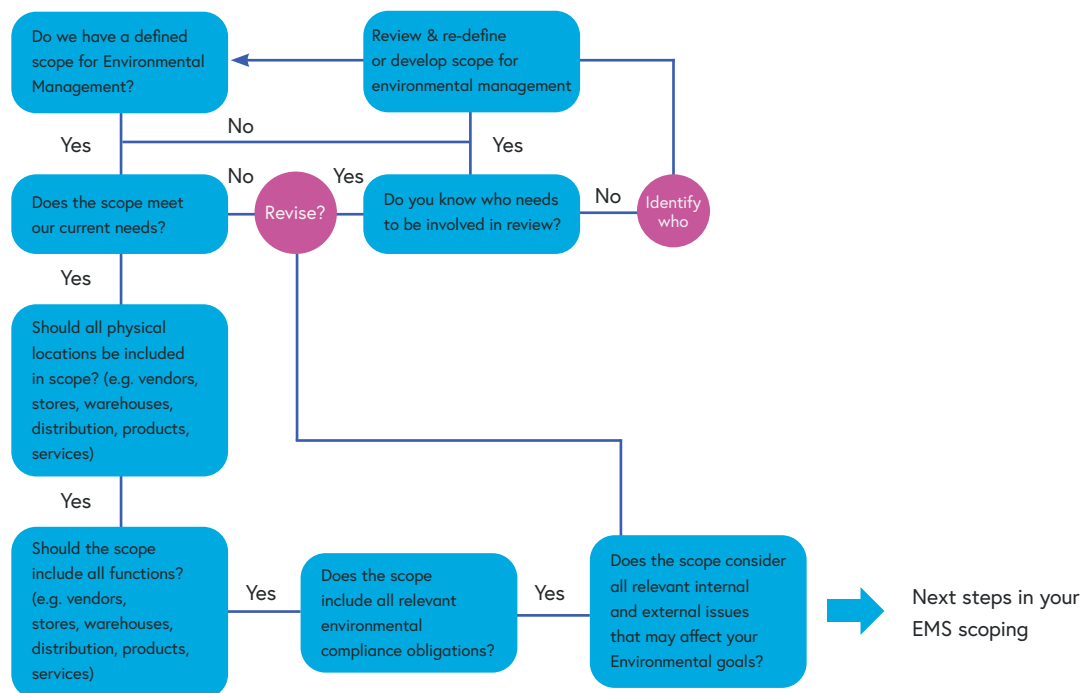 Do we have a defined
scope for Environmental
Management?
Review & re-define
or develop scope for
environmental management
Yes
No
Yes
Does the scope meet
our current needs?
No
Revise?
Yes
Do you know who needs
to be involved in review?
No
Identify
who
Yes
Should all physical
locations be included
in scope? (e.g. vendors,
stores, warehouses,
distribution, products,
services)
Yes
Should the scope
include all functions?
(e.g. vendors,
stores, warehouses,
distribution, products,
services)
Yes
Does the scope
include all relevant
environmental
compliance obligations?
Yes
Does the scope consider
all relevant internal
and external issues
that may affect your
Environmental goals?
Next steps in your
EMS scoping